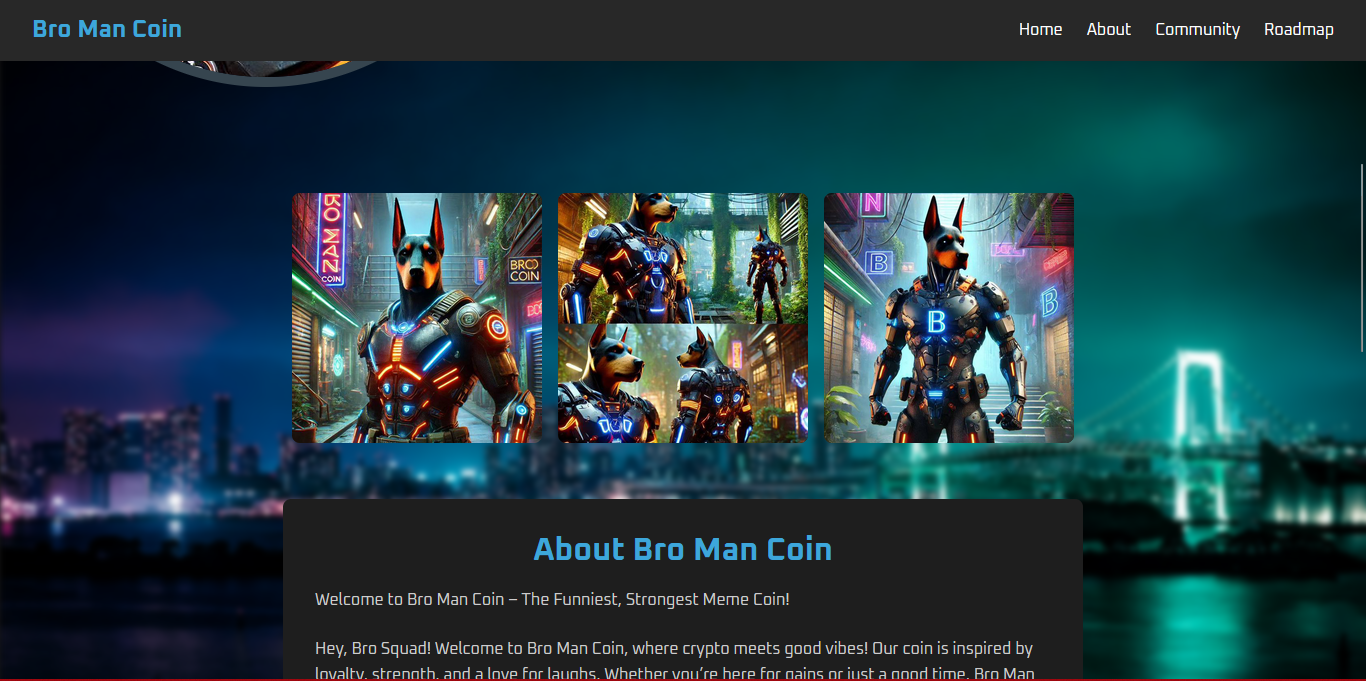 Bro Man Coin
Home About Community Roadmap
RO MAN
COIN
BRO
COIN
N
B
B
B
About Bro Man Coin
Welcome to Bro Man Coin – The Funniest, Strongest Meme Coin!
Hey, Bro Squad! Welcome to Bro Man Coin, where crypto meets good vibes! Our coin is inspired by
loyalty, strength, and a love for laughs. Whether you’re here for gains or just a good time, Bro Man